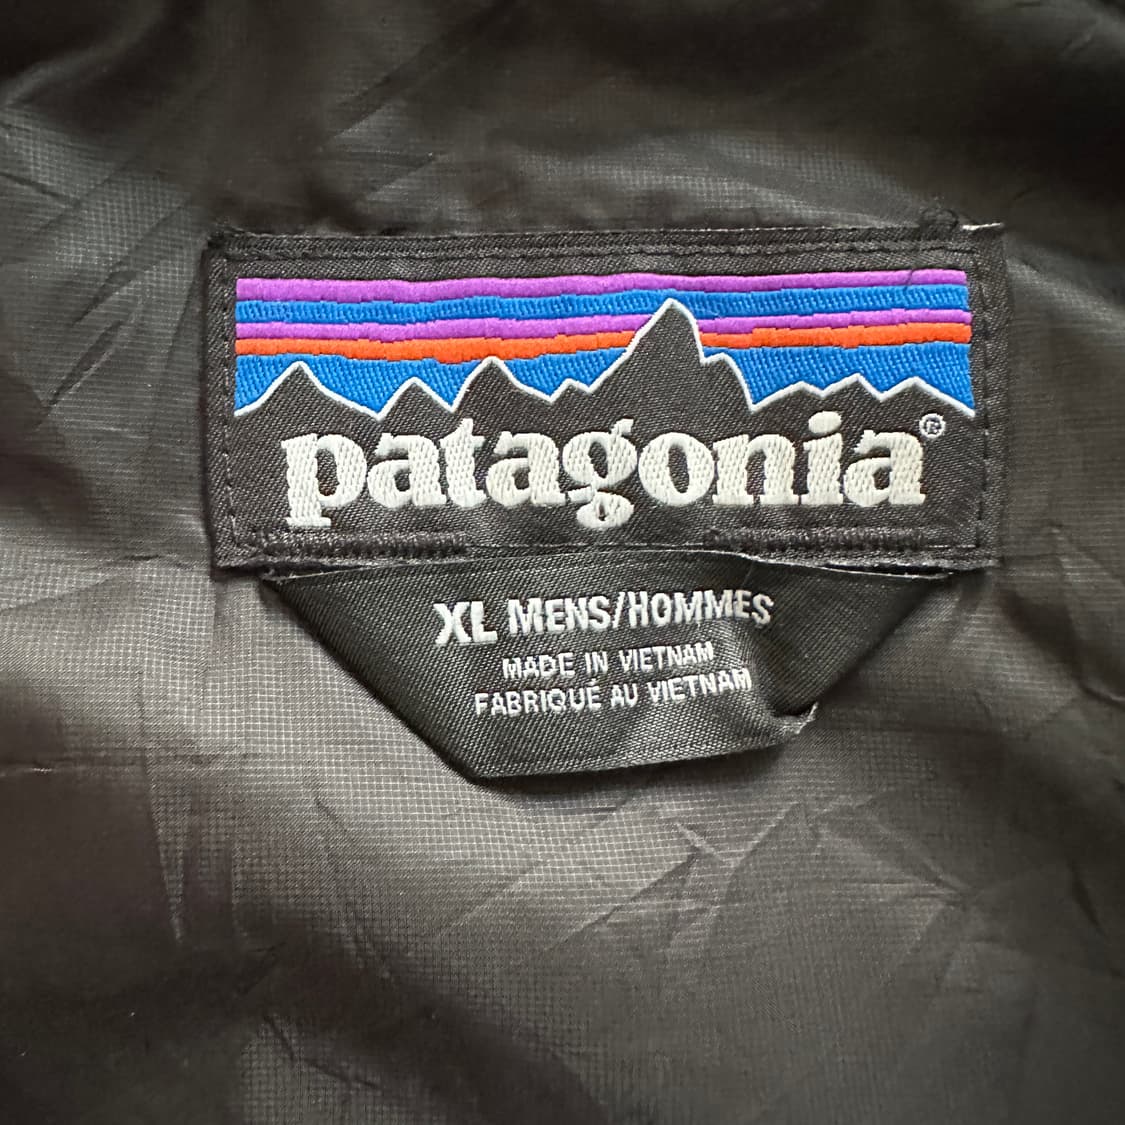 patagonia®
XL MENS/HOMMES
MADE IN VIETNAM
FABRIQUÉ AU VIETNAM